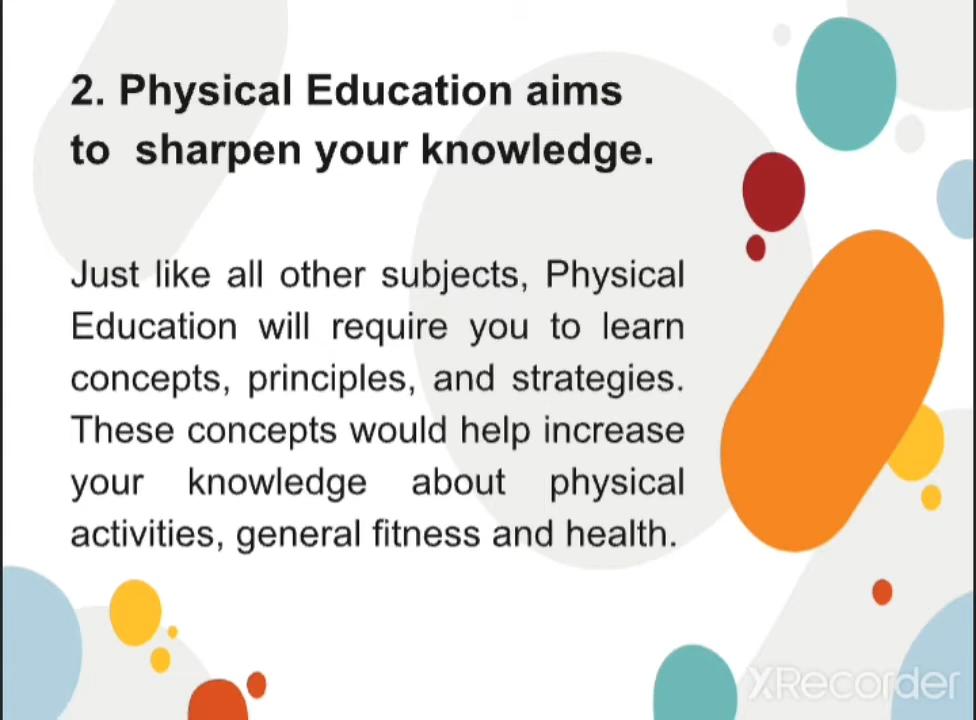 2. Physical Education aims
to sharpen your knowledge.
Just like all other subjects, Physical
Education will require you to learn
concepts, principles, and strategies.
These concepts would help increase
your knowledge about physical
activities, general fitness and health.
XRecorder